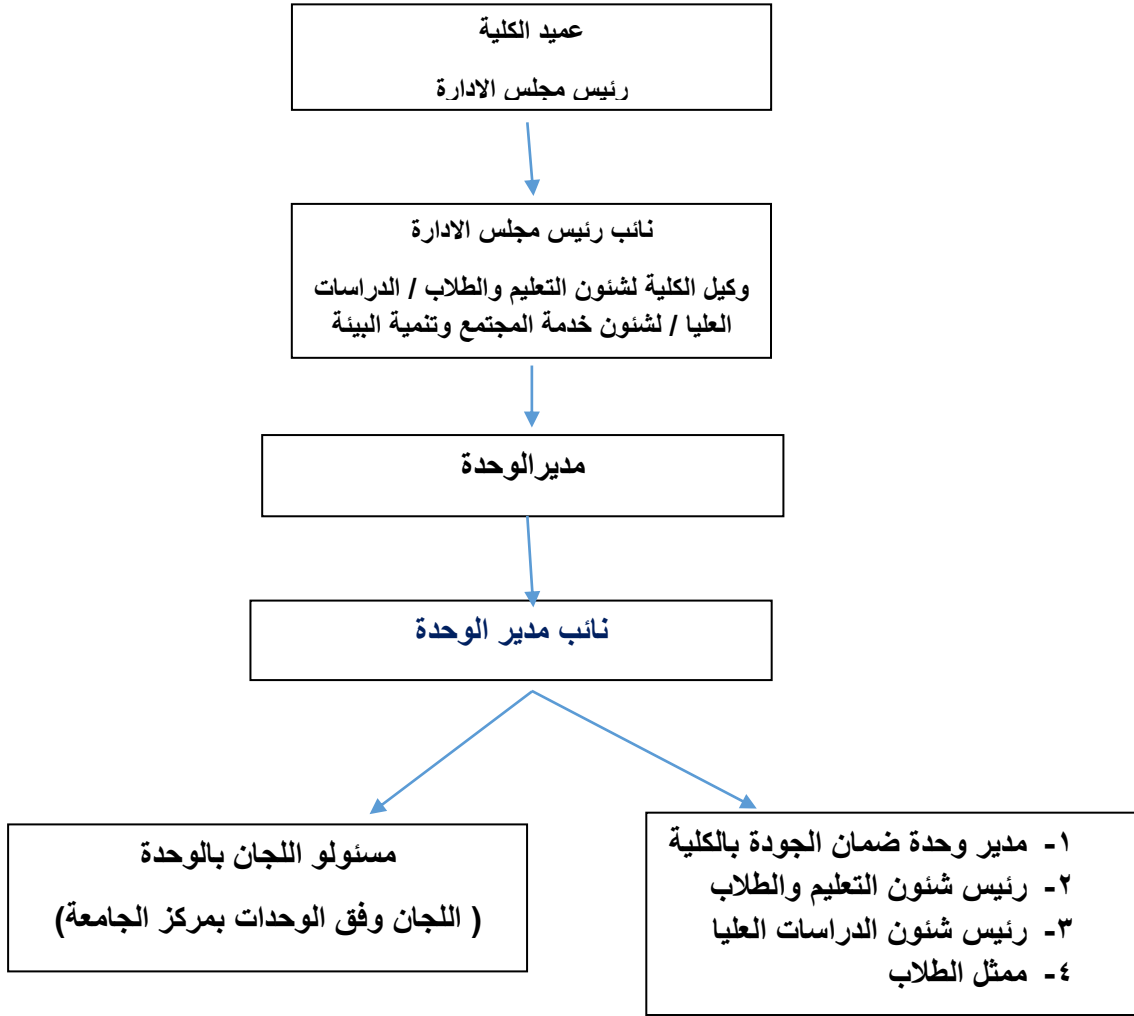 عميد الكلية
رئيس مجلس الادارة
نائب رئيس مجلس الادارة
وكيل الكلية لشئون التعليم والطلاب / الدراسات
العليا / لشئون خدمة المجتمع وتنمية البيئة
مديرالوحدة
نائب مدير الوحدة
١- مدير وحدة ضمان الجودة بالكلية
٢- رئيس شئون التعليم والطلاب
٣- رئيس شئون الدراسات العليا
٤- ممثل الطلاب
مسئولو اللجان بالوحدة
( اللجان وفق الوحدات بمركز الجامعة)